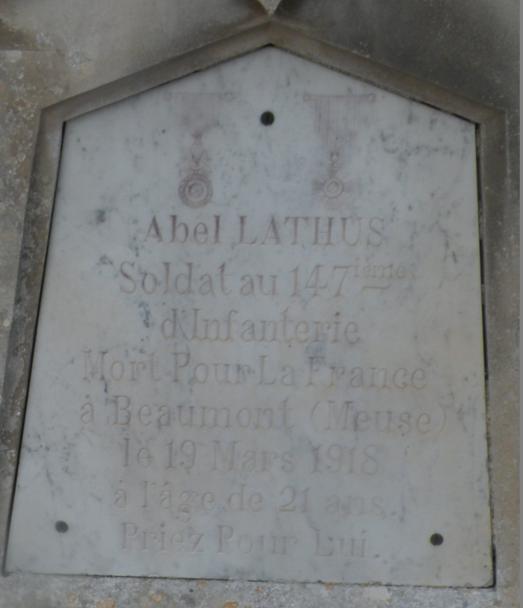 Abel LATHUS
Soldat au 147ième
d'Infanterie
Mort Pour La France
à Beaumont (Meuse)
le 19 Mars 1918
à l'âge de 21 ans.
Priez Pour Lui.